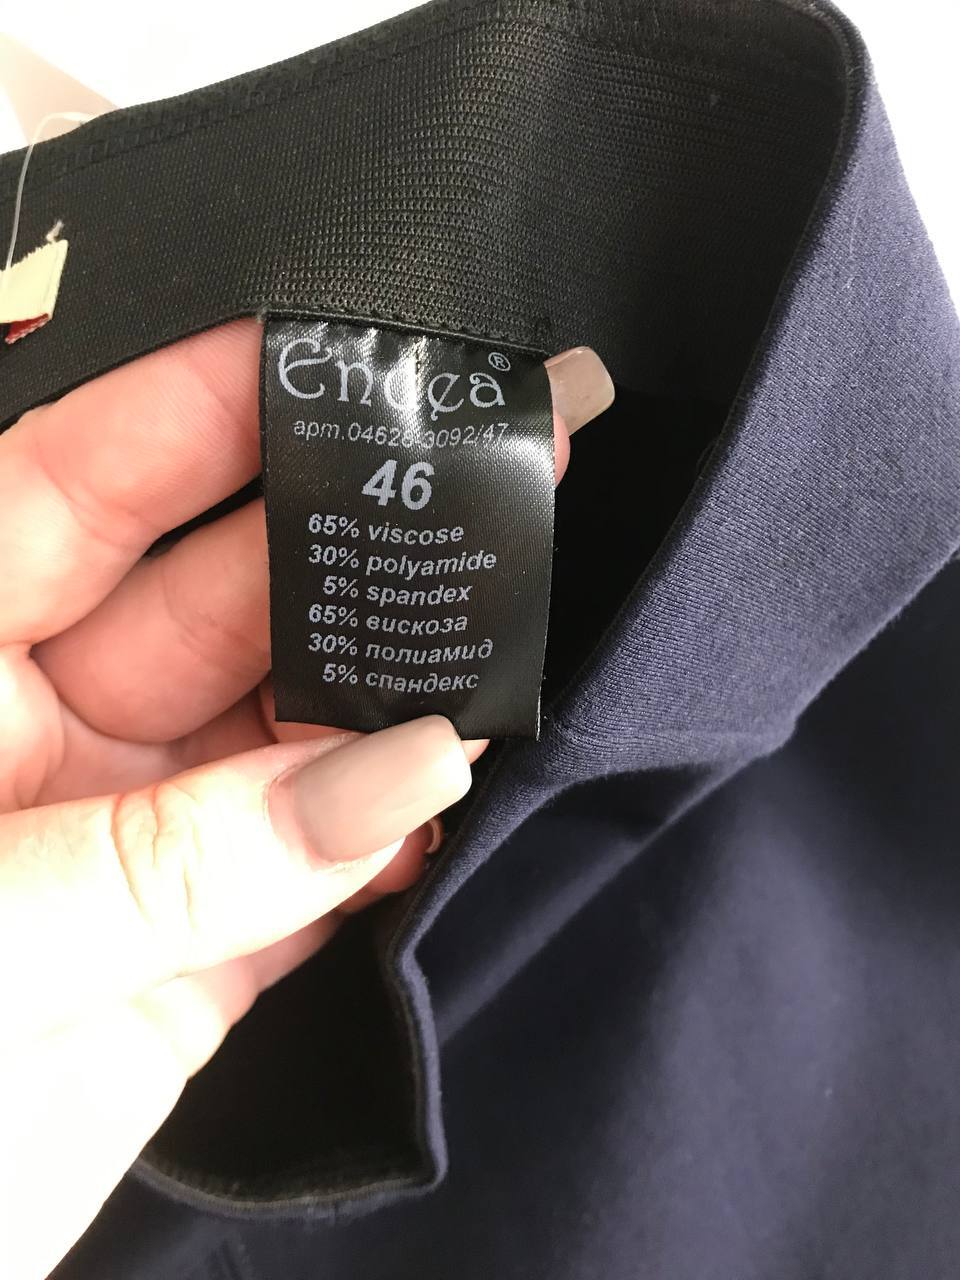 Endea®
арт.04628-3092/47
46
65% viscose
30% polyamide
5% spandex
65% вискоза
30% полиамид
5% спандекс